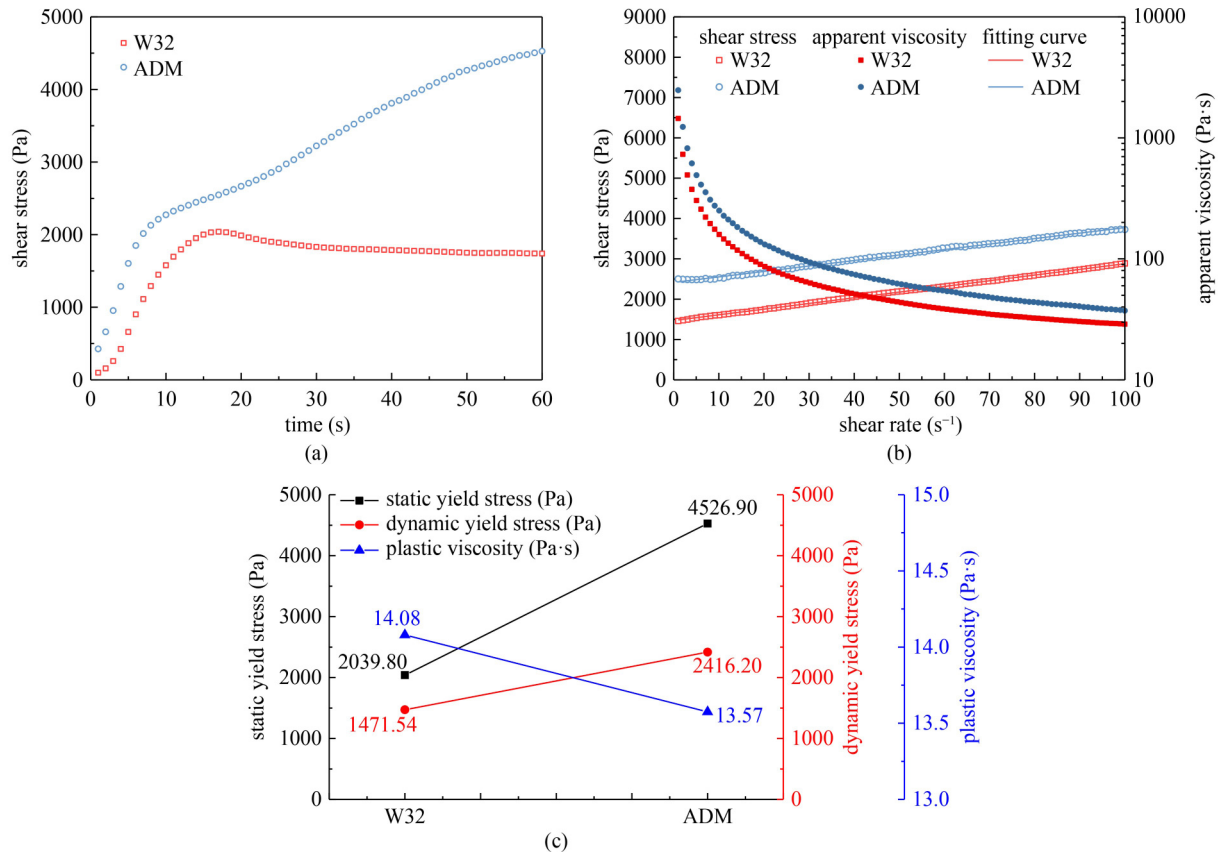 5000
4000
3000
2000
1000
0
shear stress (Pa)
W32
ADM
0 10 20 30 40 50 60
time (s)
(a)
9000
8000
7000
6000
5000
4000
3000
2000
1000
0
shear stress (Pa)
shear stress apparent viscosity fitting curve
W32 W32 W32
ADM ADM ADM
10000
1000
100
10
apparent viscosity (Pa·s)
0 10 20 30 40 50 60 70 80 90 100
shear rate (s⁻¹)
(b)
5000
4000
3000
2000
1000
0
static yield stress (Pa)
static yield stress (Pa)
dynamic yield stress (Pa)
plastic viscosity (Pa·s)
4526.90
14.08
2039.80
2416.20
1471.54
13.57
5000
4000
3000
2000
1000
0
dynamic yield stress (Pa)
15.0
14.5
14.0
13.5
13.0
plastic viscosity (Pa·s)
W32 ADM
(c)